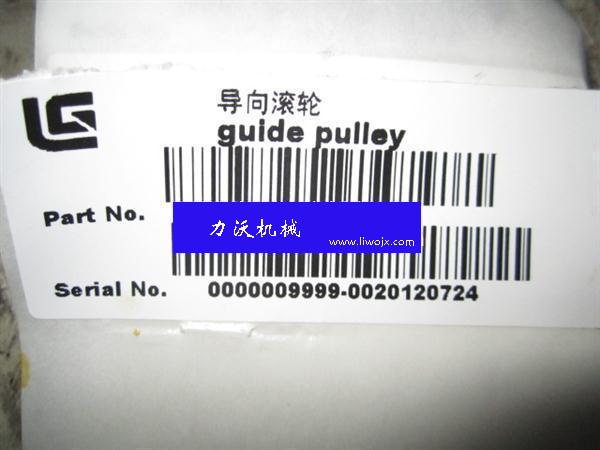 LG
导向滚轮
guide pulley
Part No.
力沃机械
www.liwojx.com
Serial No. 0000009999-0020120724